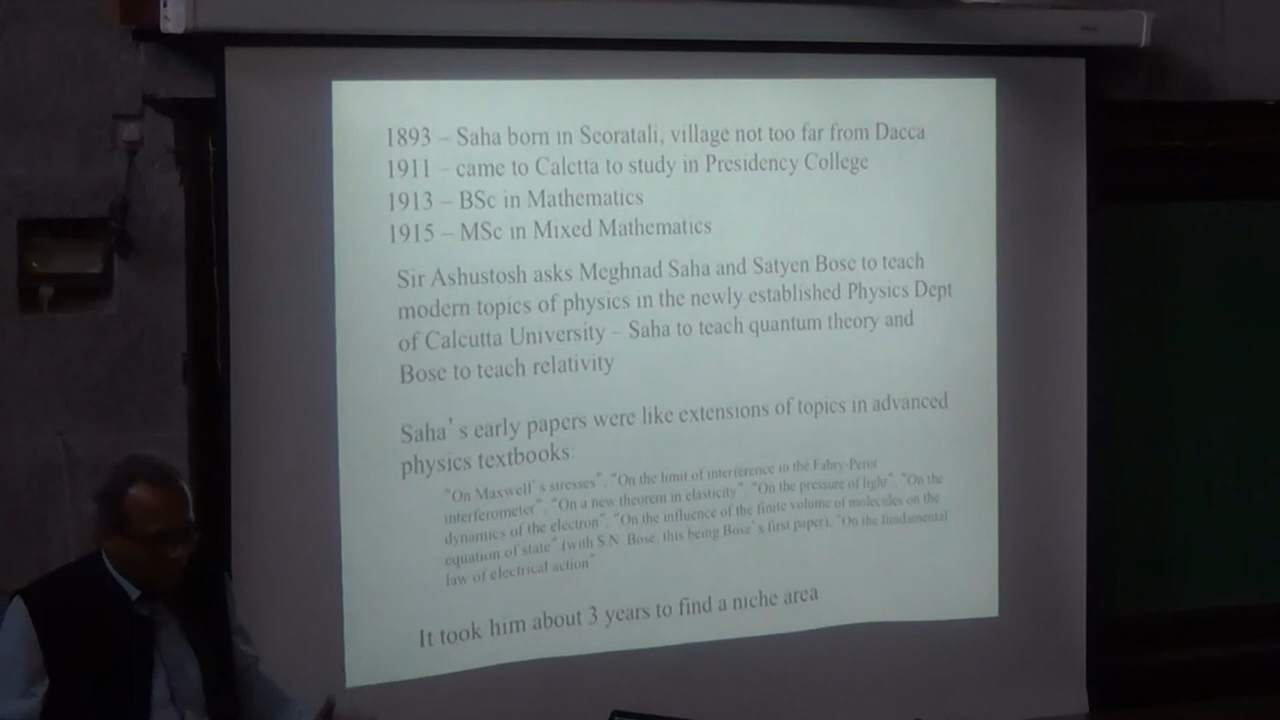 1893 – Saha born in Seoratali, village not too far from Dacca
1911 – came to Calctta to study in Presidency College
1913 – BSc in Mathematics
1915 – MSc in Mixed Mathematics
Sir Ashustosh asks Meghnad Saha and Satyen Bose to teach
modern topics of physics in the newly established Physics Dept
of Calcutta University – Saha to teach quantum theory and
Bose to teach relativity
Saha's early papers were like extensions of topics in advanced
physics textbooks.
"On Maxwell's stresses", "On the limit of interference in the Fabry-Perot
interferometer", "On a new theorem in elasticity", "On the pressure of light", "On the
dynamics of the electron", "On the influence of the finite volume of molecules on the
equation of state" (with S.N. Bose, this being Bose's first paper), "On the fundamental
law of electrical action"
It took him about 3 years to find a niche area